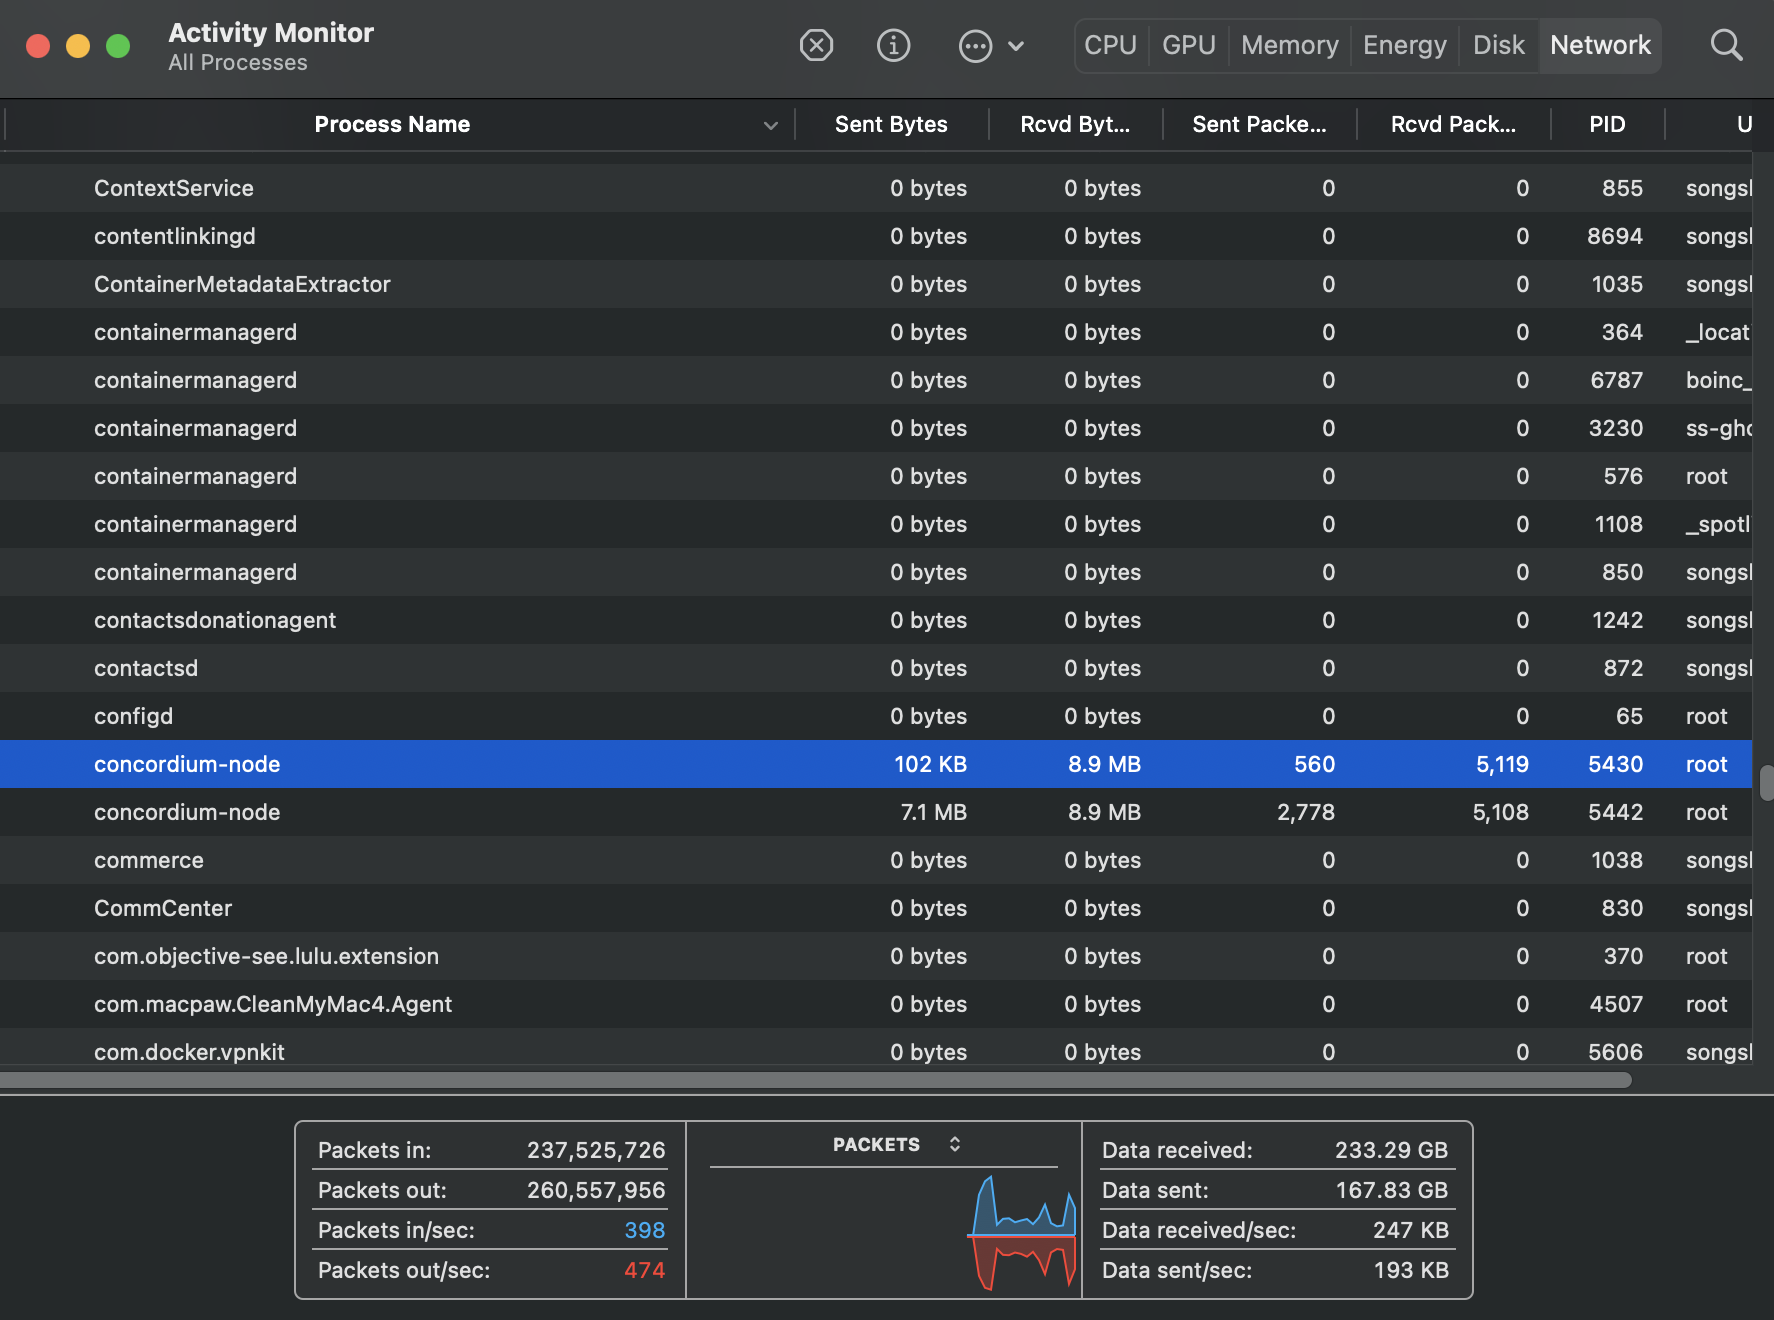 Activity Monitor
All Processes
CPU GPU Memory Energy Disk Network
Process Name Sent Bytes Rcvd Byt... Sent Packe... Rcvd Pack... PID U
ContextService 0 bytes 0 bytes 0 0 855 songsl
contentlinkingd 0 bytes 0 bytes 0 0 8694 songsl
ContainerMetadataExtractor 0 bytes 0 bytes 0 0 1035 songsl
containermanagerd 0 bytes 0 bytes 0 0 364 _locat
containermanagerd 0 bytes 0 bytes 0 0 6787 boinc_
containermanagerd 0 bytes 0 bytes 0 0 3230 ss-gho
containermanagerd 0 bytes 0 bytes 0 0 576 root
containermanagerd 0 bytes 0 bytes 0 0 1108 _spotl
containermanagerd 0 bytes 0 bytes 0 0 850 songsl
contactsdonationagent 0 bytes 0 bytes 0 0 1242 songsl
contactsd 0 bytes 0 bytes 0 0 872 songsl
configd 0 bytes 0 bytes 0 0 65 root
concordium-node 102 KB 8.9 MB 560 5,119 5430 root
concordium-node 7.1 MB 8.9 MB 2,778 5,108 5442 root
commerce 0 bytes 0 bytes 0 0 1038 songsl
CommCenter 0 bytes 0 bytes 0 0 830 songsl
com.objective-see.lulu.extension 0 bytes 0 bytes 0 0 370 root
com.macpaw.CleanMyMac4.Agent 0 bytes 0 bytes 0 0 4507 root
com.docker.vpnkit 0 bytes 0 bytes 0 0 5606 songsl
Packets in: 237,525,726
Packets out: 260,557,956
Packets in/sec: 398
Packets out/sec: 474
PACKETS
Data received: 233.29 GB
Data sent: 167.83 GB
Data received/sec: 247 KB
Data sent/sec: 193 KB